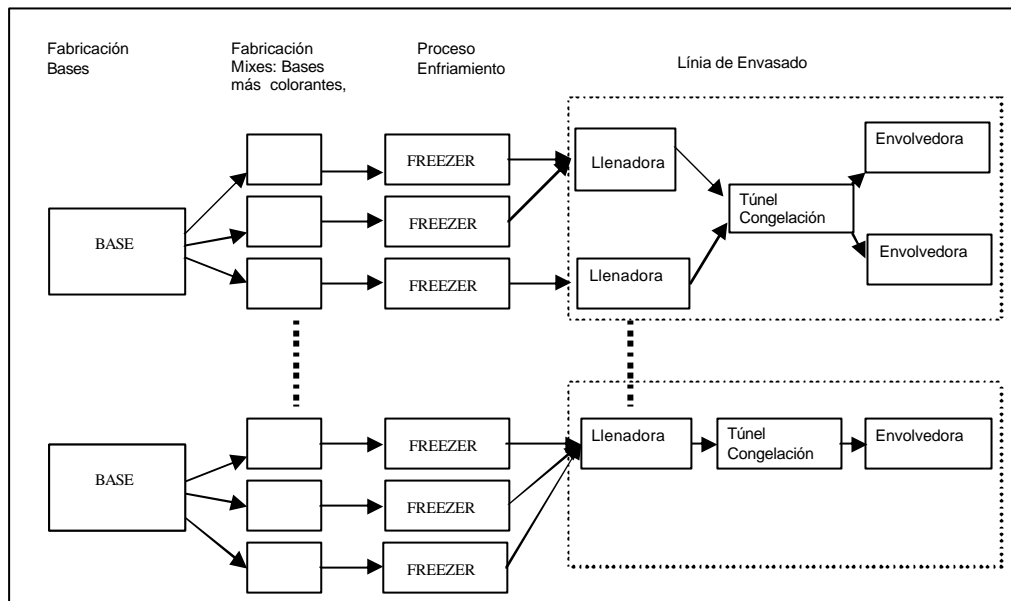 Fabricación
Bases
Fabricación
Mixes: Bases
más colorantes,
Proceso
Enfriamiento
Línia de Envasado
BASE
FREEZER
FREEZER
FREEZER
Llenadora
Llenadora
Túnel
Congelación
Envolvedora
Envolvedora
BASE
FREEZER
FREEZER
FREEZER
Llenadora
Túnel
Congelación
Envolvedora